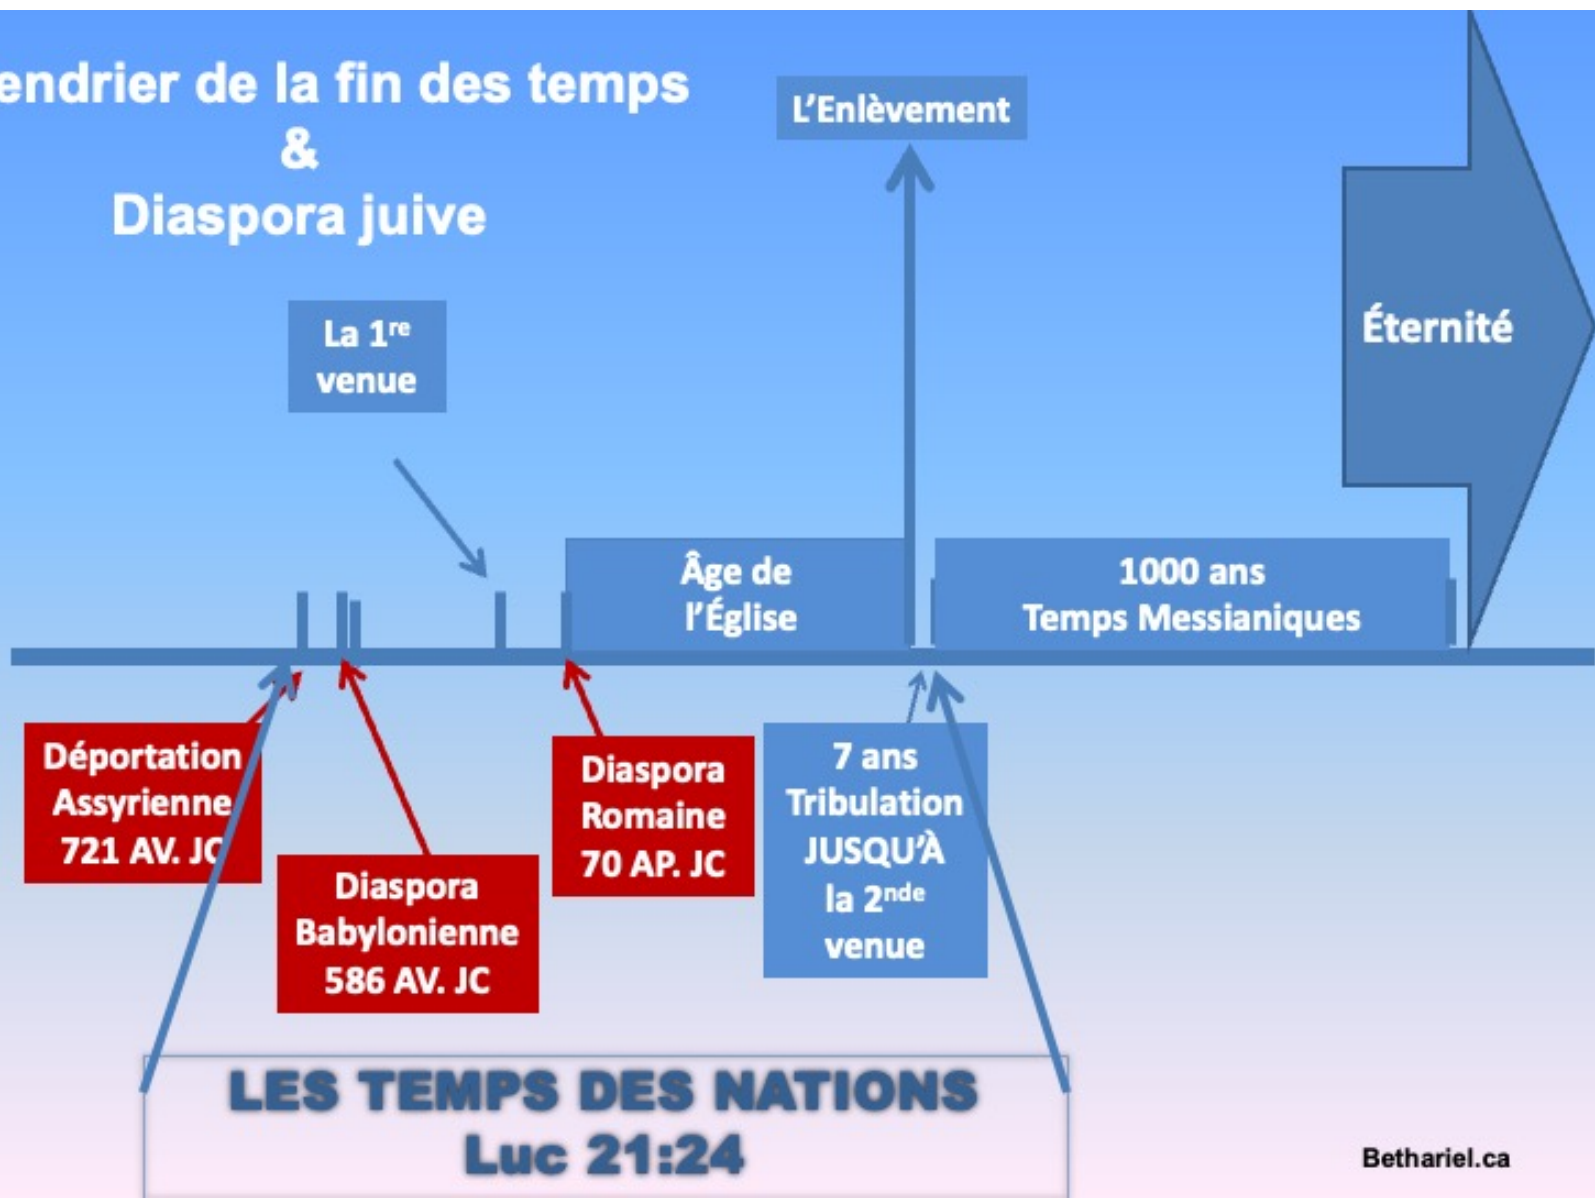 endrier de la fin des temps
&
Diaspora juive
L’Enlèvement
La 1re
venue
Éternité
Âge de
l’Église
1000 ans
Temps Messianiques
Déportation
Assyrienne
721 AV. JC
Diaspora
Babylonienne
586 AV. JC
Diaspora
Romaine
70 AP. JC
7 ans
Tribulation
JUSQU’À
la 2nde
venue
LES TEMPS DES NATIONS
Luc 21:24
Bethariel.ca